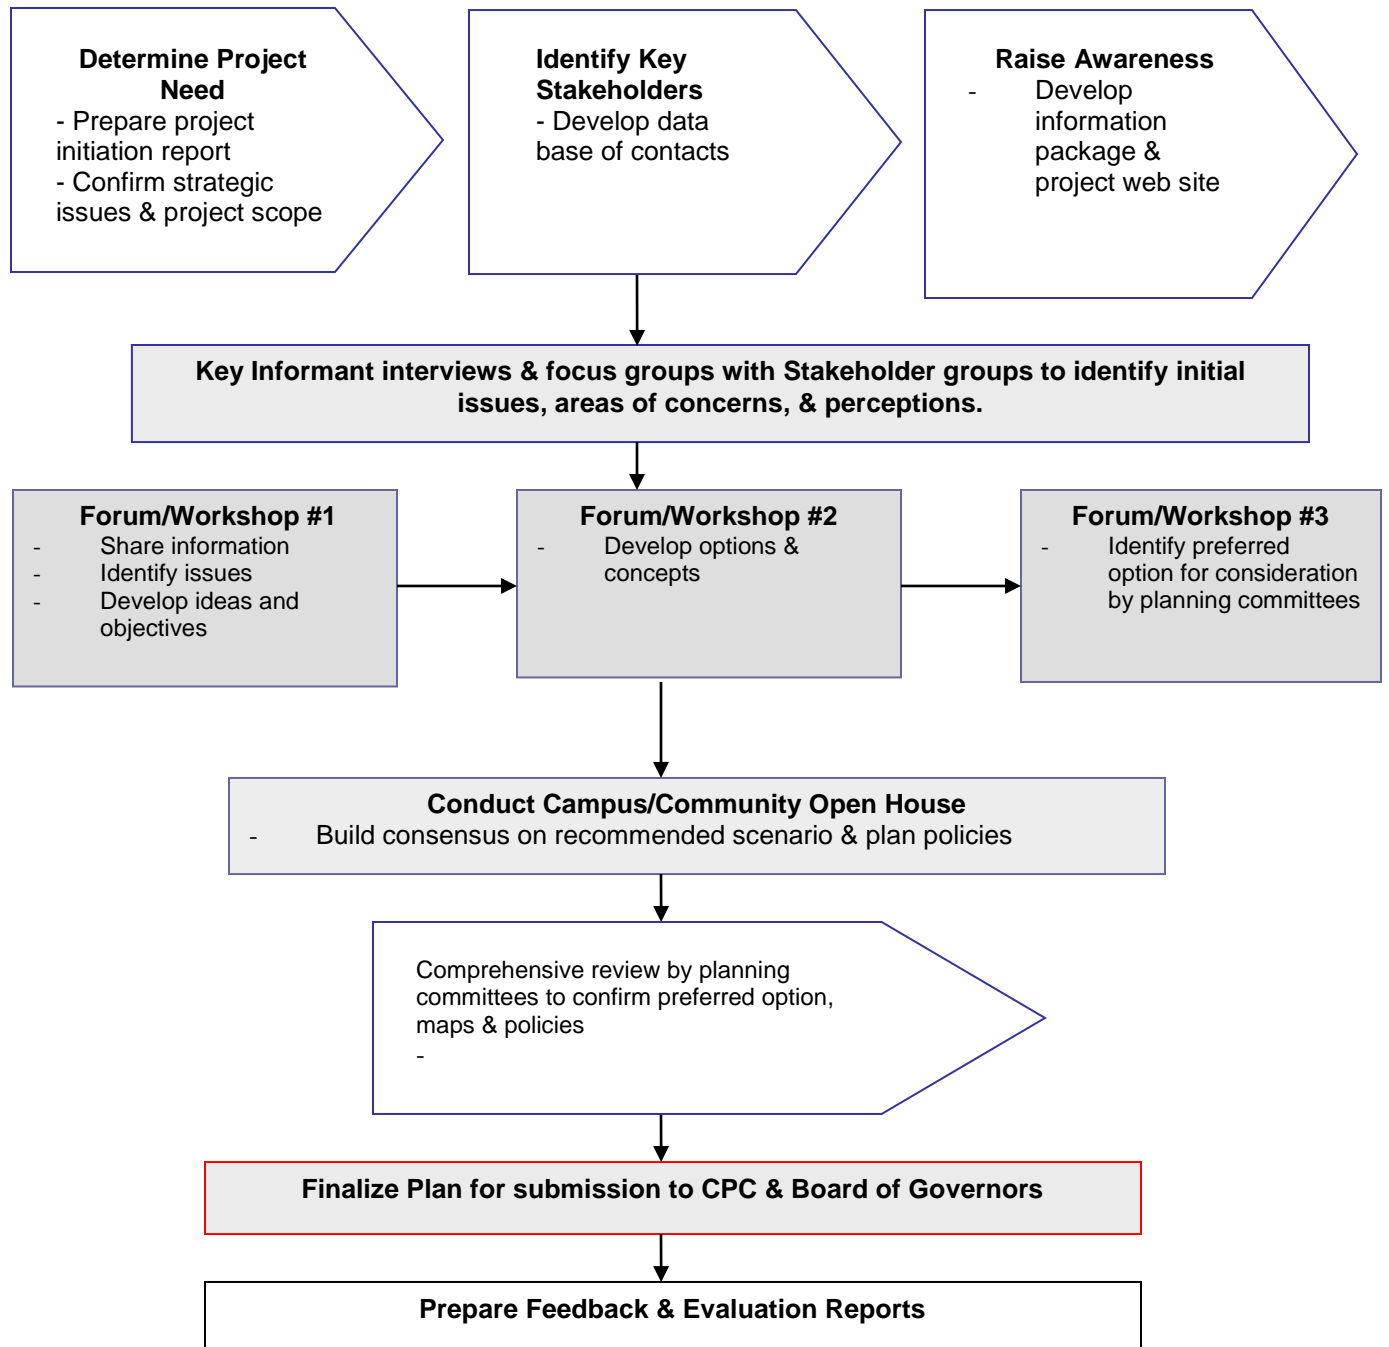 Determine Project
Need
- Prepare project
initiation report
- Confirm strategic
issues & project scope
Identify Key
Stakeholders
- Develop data
base of contacts
Raise Awareness
- Develop
information
package &
project web site
Key Informant interviews & focus groups with Stakeholder groups to identify initial
issues, areas of concerns, & perceptions.
Forum/Workshop #1
- Share information
- Identify issues
- Develop ideas and
objectives
Forum/Workshop #2
- Develop options &
concepts
Forum/Workshop #3
- Identify preferred
option for consideration
by planning committees
Conduct Campus/Community Open House
- Build consensus on recommended scenario & plan policies
Comprehensive review by planning
committees to confirm preferred option,
maps & policies
-
Finalize Plan for submission to CPC & Board of Governors
Prepare Feedback & Evaluation Reports